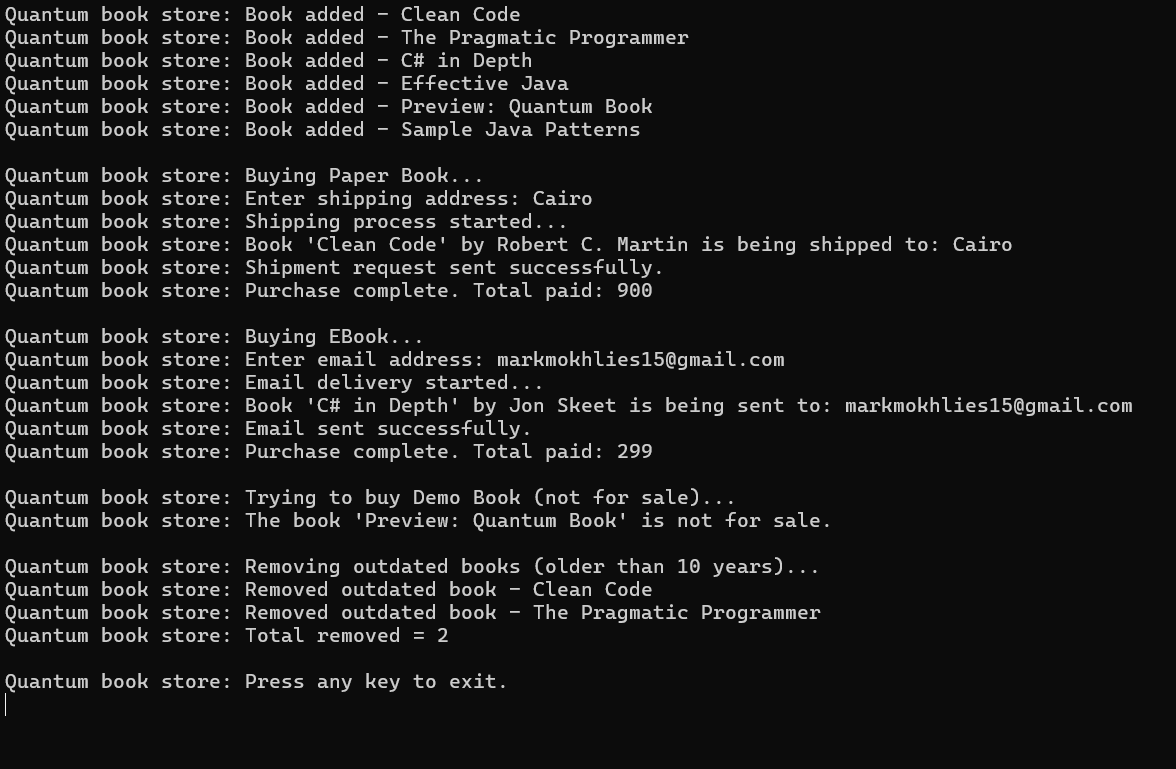 Quantum book store: Book added - Clean Code
Quantum book store: Book added - The Pragmatic Programmer
Quantum book store: Book added - C# in Depth
Quantum book store: Book added - Effective Java
Quantum book store: Book added - Preview: Quantum Book
Quantum book store: Book added - Sample Java Patterns
Quantum book store: Buying Paper Book...
Quantum book store: Enter shipping address: Cairo
Quantum book store: Shipping process started...
Quantum book store: Book 'Clean Code' by Robert C. Martin is being shipped to: Cairo
Quantum book store: Shipment request sent successfully.
Quantum book store: Purchase complete. Total paid: 900
Quantum book store: Buying EBook...
Quantum book store: Enter email address: markmokhlies15@gmail.com
Quantum book store: Email delivery started...
Quantum book store: Book 'C# in Depth' by Jon Skeet is being sent to: markmokhlies15@gmail.com
Quantum book store: Email sent successfully.
Quantum book store: Purchase complete. Total paid: 299
Quantum book store: Trying to buy Demo Book (not for sale)...
Quantum book store: The book 'Preview: Quantum Book' is not for sale.
Quantum book store: Removing outdated books (older than 10 years)...
Quantum book store: Removed outdated book - Clean Code
Quantum book store: Removed outdated book - The Pragmatic Programmer
Quantum book store: Total removed = 2
Quantum book store: Press any key to exit.